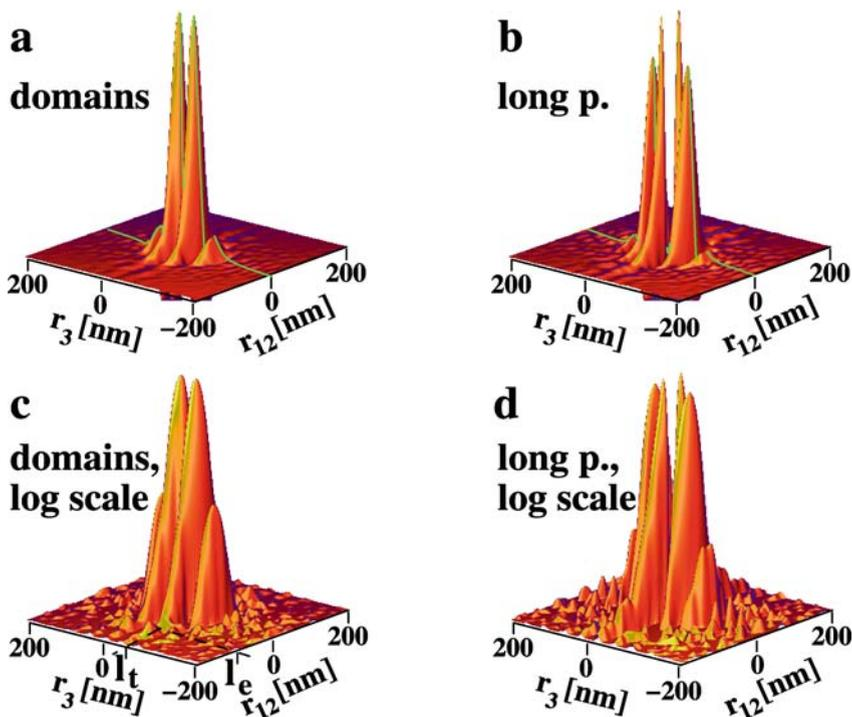 a
domains
200
0
-200
r3 [nm]
0
200
r12 [nm]
b
long p.
200
0
-200
r3 [nm]
0
200
r12 [nm]
c
domains,
log scale
200
0
lt
-200
r3 [nm]
le
0
200
r12 [nm]
d
long p.,
log scale
200
0
-200
r3 [nm]
0
200
r12 [nm]